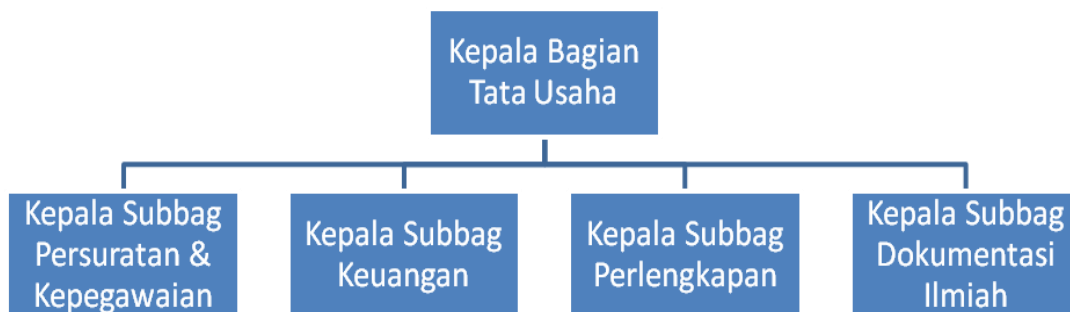 Kepala Bagian
Tata Usaha
Kepala Subbag
Persuratan &
Kepegawaian
Kepala Subbag
Keuangan
Kepala Subbag
Perlengkapan
Kepala Subbag
Dokumentasi
Ilmiah